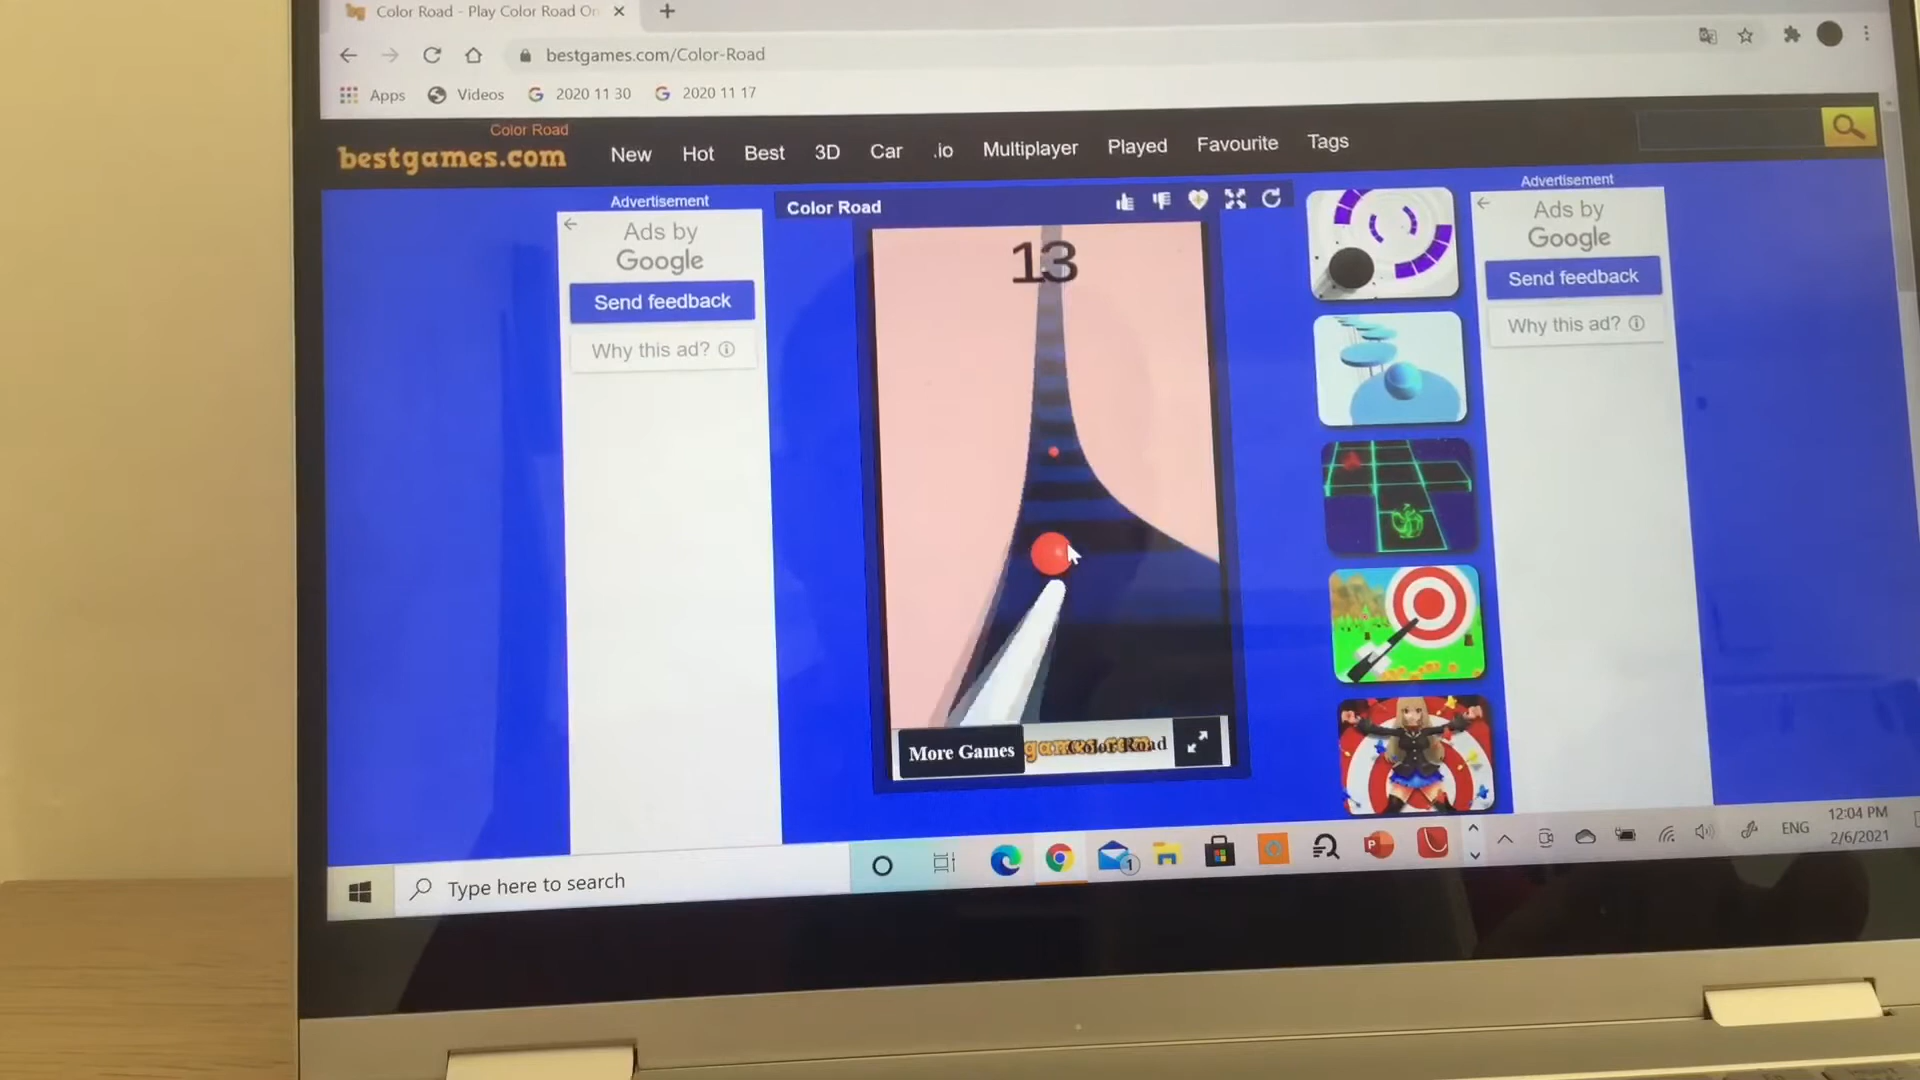 Color Road - Play Color Road On
bestgames.com/Color-Road
Apps Videos 2020 11 30 2020 11 17
Color Road
bestgames.com New Hot Best 3D Car .io Multiplayer Played Favourite Tags
Advertisement
Ads by
Google
Send feedback
Why this ad?
Color Road
13
More Games
Color Road
Advertisement
Ads by
Google
Send feedback
Why this ad?
Type here to search
1
ENG
12:04 PM
2/6/2021